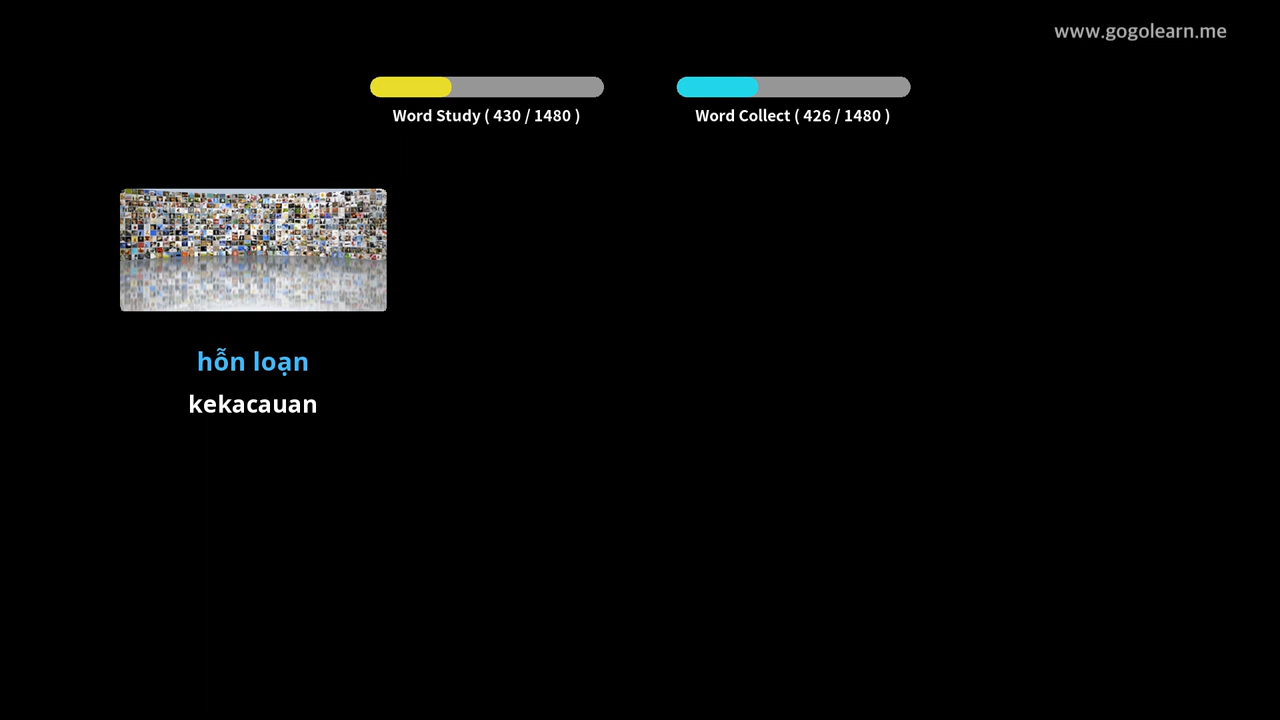 www.gogolearn.me
Word Study ( 430 / 1480 )
Word Collect ( 426 / 1480 )
hỗn loạn
kekacauan